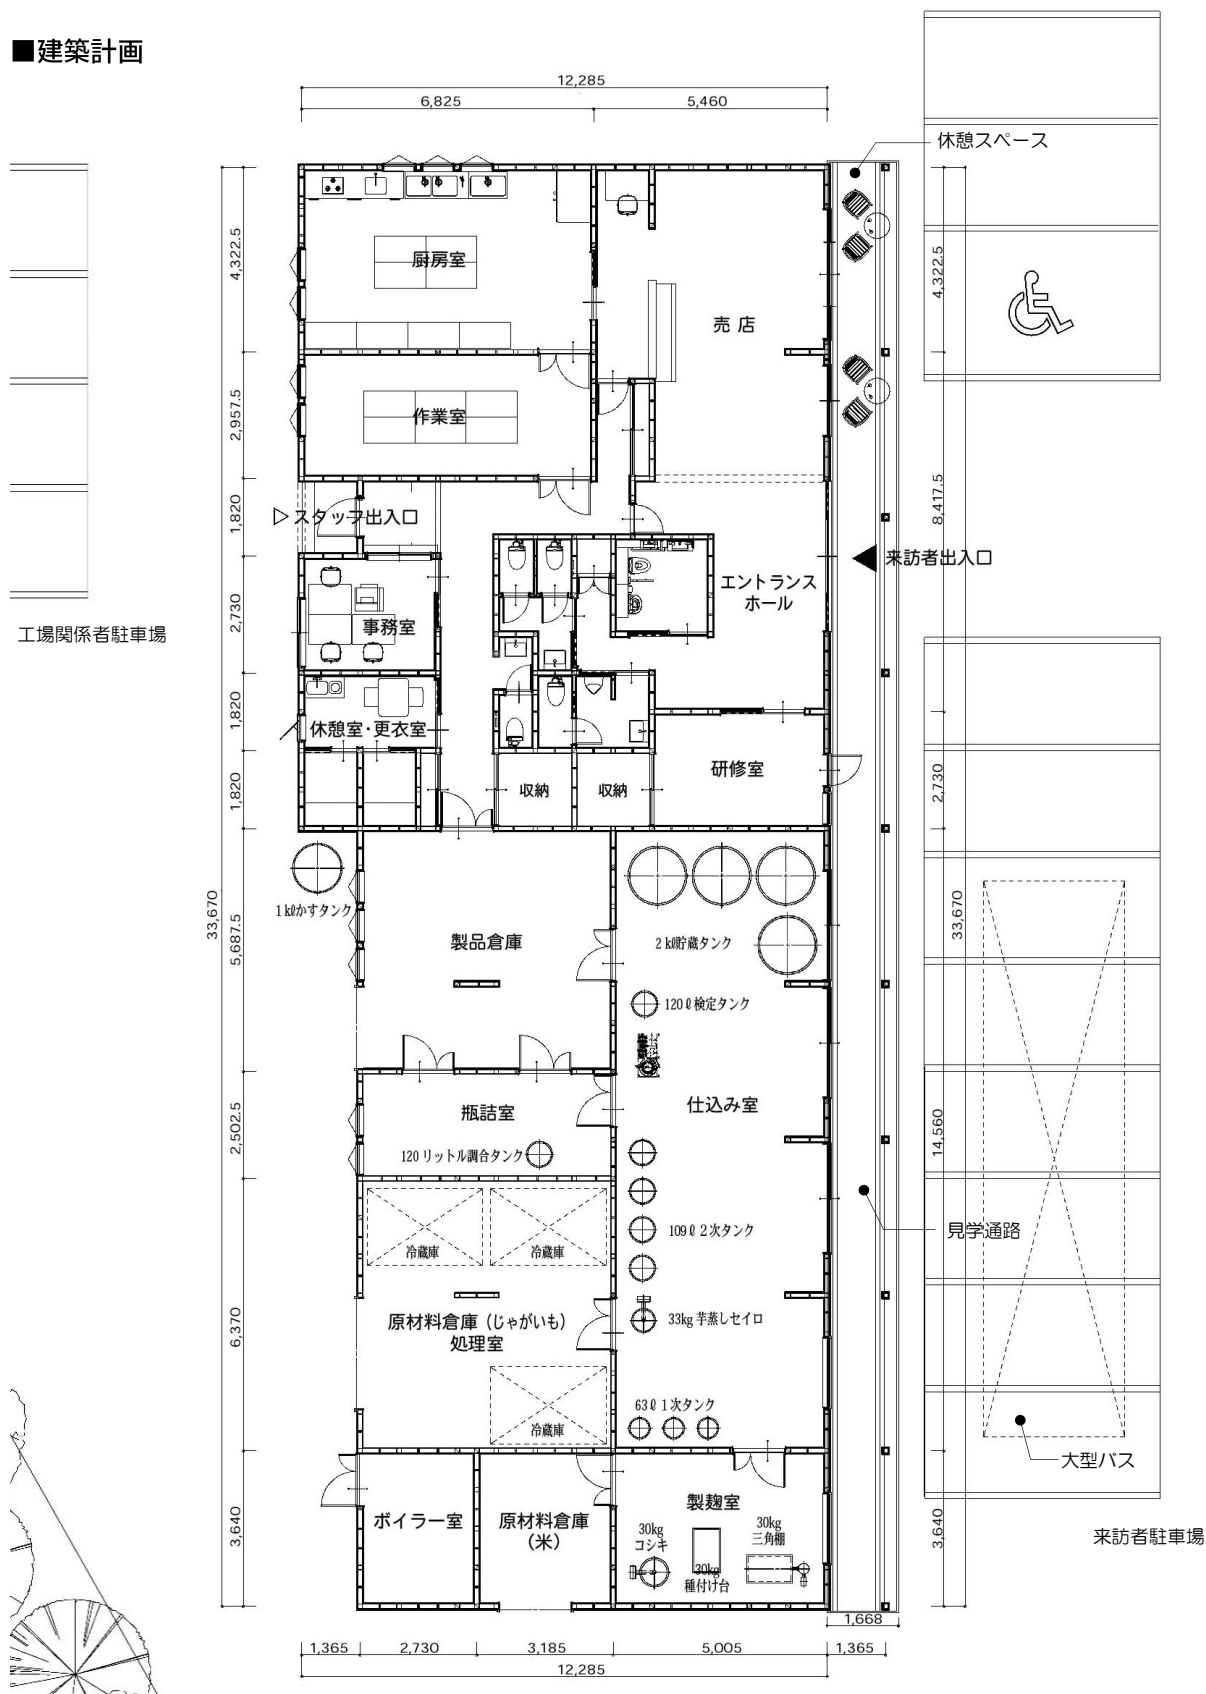 ■建築計画
12,285
6,825
5,460
休憩スペース
4,322.5
厨房室
売 店
4,322.5
2,957.5
作業室
1,820
▷スタッフ出入口
8,417.5
来訪者出入口
エントランス
ホール
2,730
事務室
工場関係者駐車場
1,820
休憩室・更衣室
1,820
収納
収納
研修室
2,730
1kℓかすタンク
33,670
5,687.5
製品倉庫
2kℓ貯蔵タンク
33,670
120ℓ検定タンク
2,502.5
瓶詰室
仕込み室
14,560
120リットル調合タンク
冷蔵庫
冷蔵庫
109ℓ2次タンク
見学通路
6,370
原材料倉庫(じゃがいも)
処理室
33kg芋蒸しセイロ
冷蔵庫
63ℓ1次タンク
大型バス
3,640
ボイラー室
原材料倉庫
(米)
製麹室
30kg
コシキ
30kg
三角棚
30kg
種付け台
3,640
来訪者駐車場
1,668
1,365
2,730
3,185
5,005
1,365
12,285